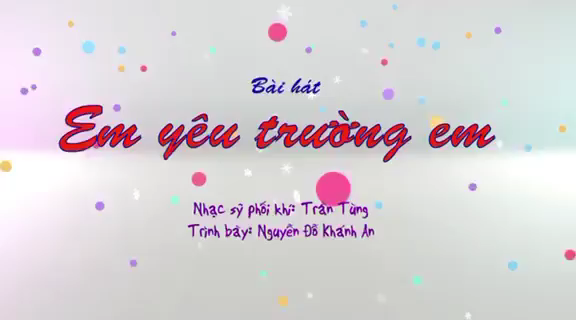 Bài hát
Em yêu trường em
Nhạc sỹ phối khí: Trần Tùng
Trình bày: Nguyễn Đỗ Khánh An